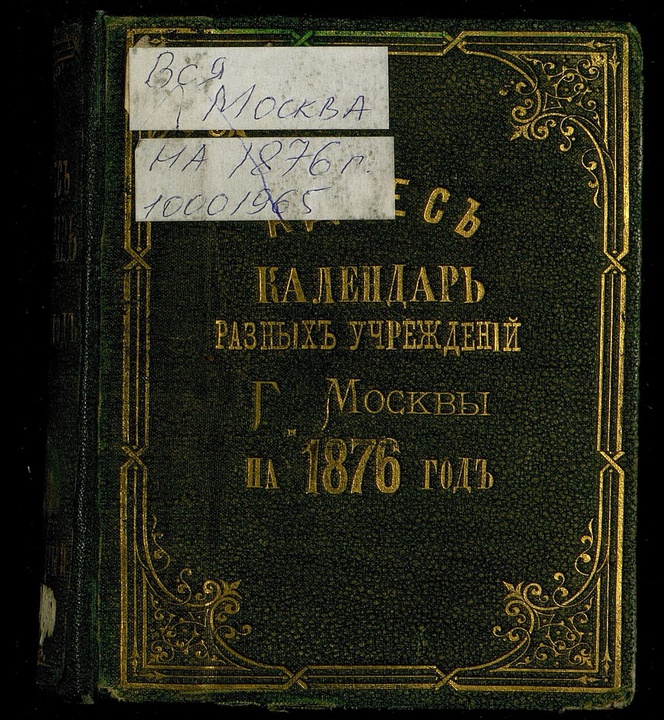 Вся
Москва
на 1876 г.
10001965
КАЛЕНДАРЬ
РАЗНЫХЪ УЧРЕЖДЕНІЙ
Г. МОСКВЫ
НА 1876 ГОДЪ